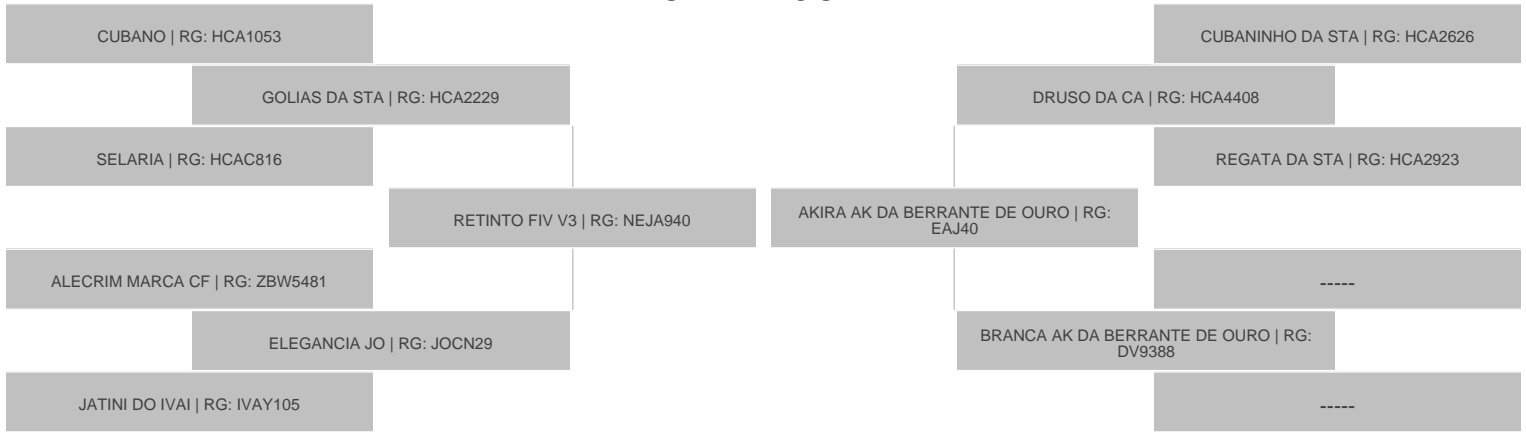 CUBANO | RG: HCA1053
CUBANINHO DA STA | RG: HCA2626
GOLIAS DA STA | RG: HCA2229
DRUSO DA CA | RG: HCA4408
SELARIA | RG: HCAC816
REGATA DA STA | RG: HCA2923
RETINTO FIV V3 | RG: NEJA940
AKIRA AK DA BERRANTE DE OURO | RG:
EAJ40
ALECRIM MARCA CF | RG: ZBW5481
-----
ELEGANCIA JO | RG: JOCN29
BRANCA AK DA BERRANTE DE OURO | RG:
DV9388
JATINI DO IVAI | RG: IVAY105
-----